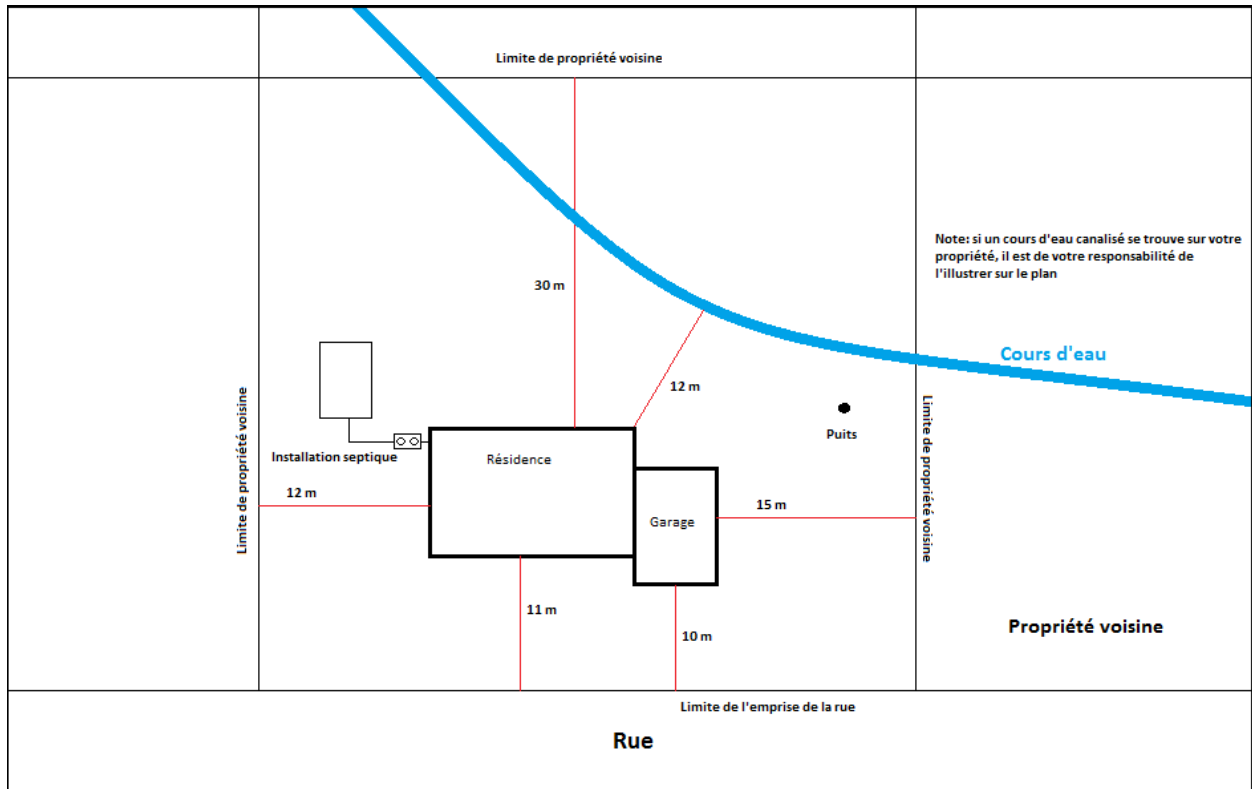 Limite de propriété voisine
Note: si un cours d'eau canalisé se trouve sur votre
propriété, il est de votre responsabilité de
l'illustrer sur le plan
30 m
Cours d'eau
12 m
Puits
Installation septique
Résidence
Limite de propriété voisine
Limite de propriété voisine
12 m
15 m
Garage
11 m
10 m
Propriété voisine
Limite de l'emprise de la rue
Rue